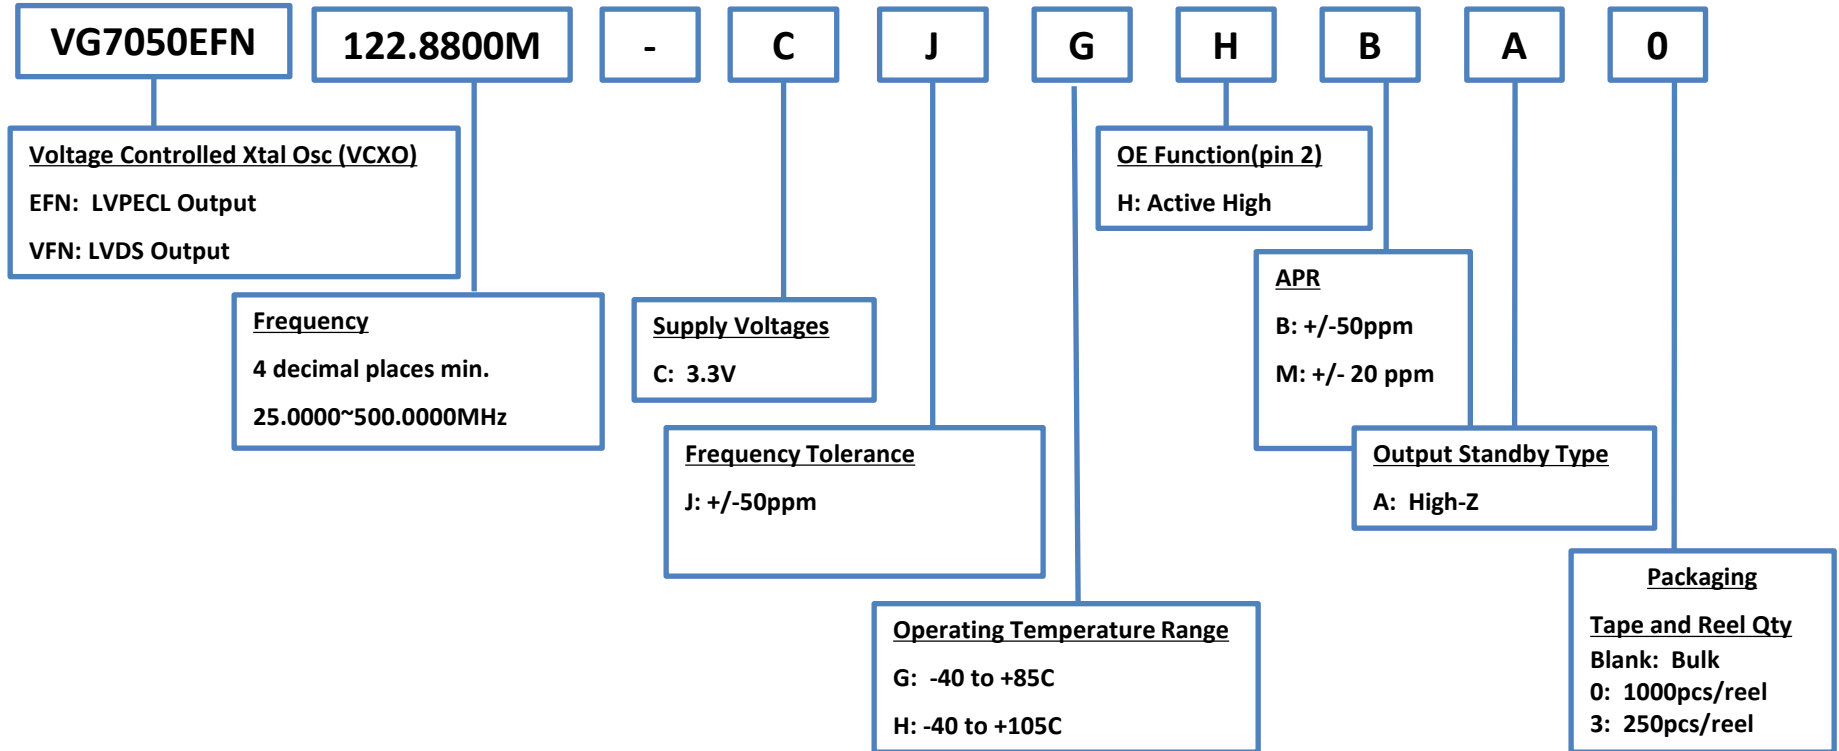 VG7050EFN 122.8800M - C J G H B A 0
Voltage Controlled Xtal Osc (VCXO)
EFN:  LVPECL Output
VFN: LVDS Output
OE Function(pin 2)
H: Active High
Frequency
4 decimal places min.
25.0000~500.0000MHz
Supply Voltages
C:  3.3V
APR
B: +/-50ppm
M: +/- 20 ppm
Frequency Tolerance
J: +/-50ppm
Output Standby Type
A:  High-Z
Operating Temperature Range
G:  -40 to +85C
H: -40 to +105C
Packaging
Tape and Reel Qty
Blank:  Bulk
0:  1000pcs/reel
3:  250pcs/reel